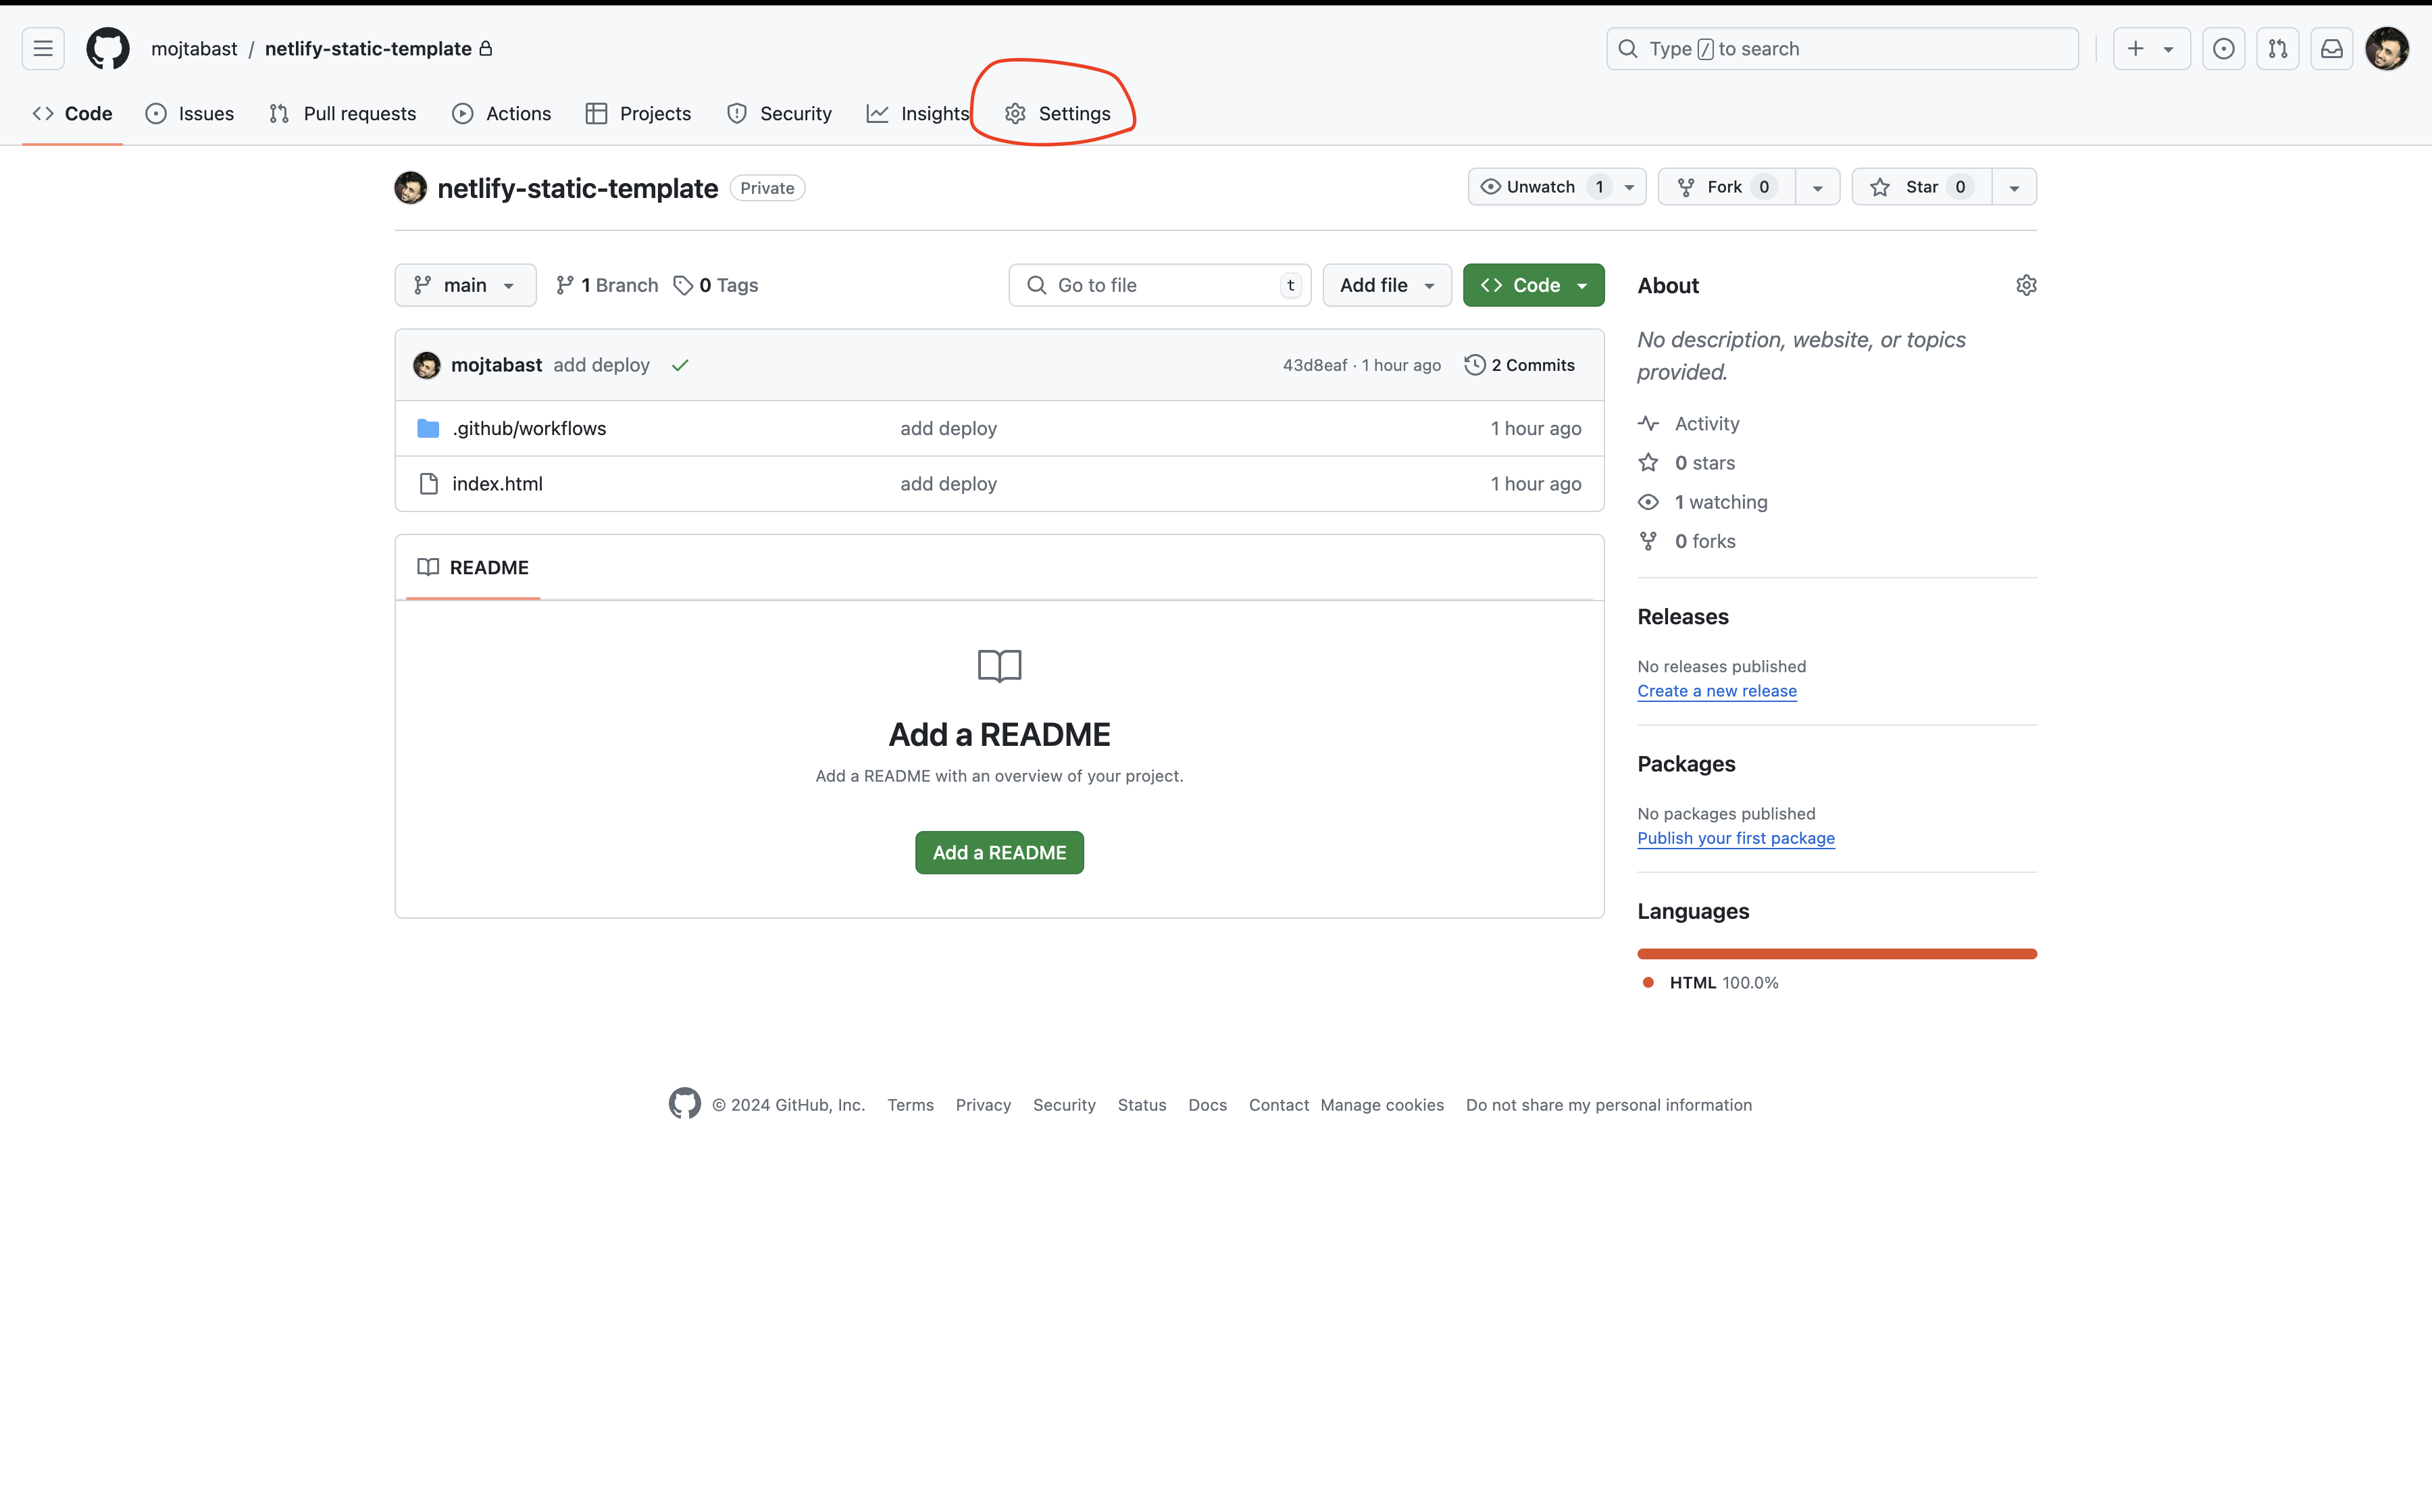 mojtabast / netlify-static-template
Type / to search
Code Issues Pull requests Actions Projects Security Insights Settings
netlify-static-template Private
Unwatch 1 Fork 0 Star 0
main 1 Branch 0 Tags
Go to file t Add file Code
mojtabast add deploy 43d8eaf · 1 hour ago 2 Commits
.github/workflows add deploy 1 hour ago
index.html add deploy 1 hour ago
README
Add a README
Add a README with an overview of your project.
Add a README
About
No description, website, or topics
provided.
Activity
0 stars
1 watching
0 forks
Releases
No releases published
Create a new release
Packages
No packages published
Publish your first package
Languages
HTML 100.0%
© 2024 GitHub, Inc. Terms Privacy Security Status Docs Contact Manage cookies Do not share my personal information